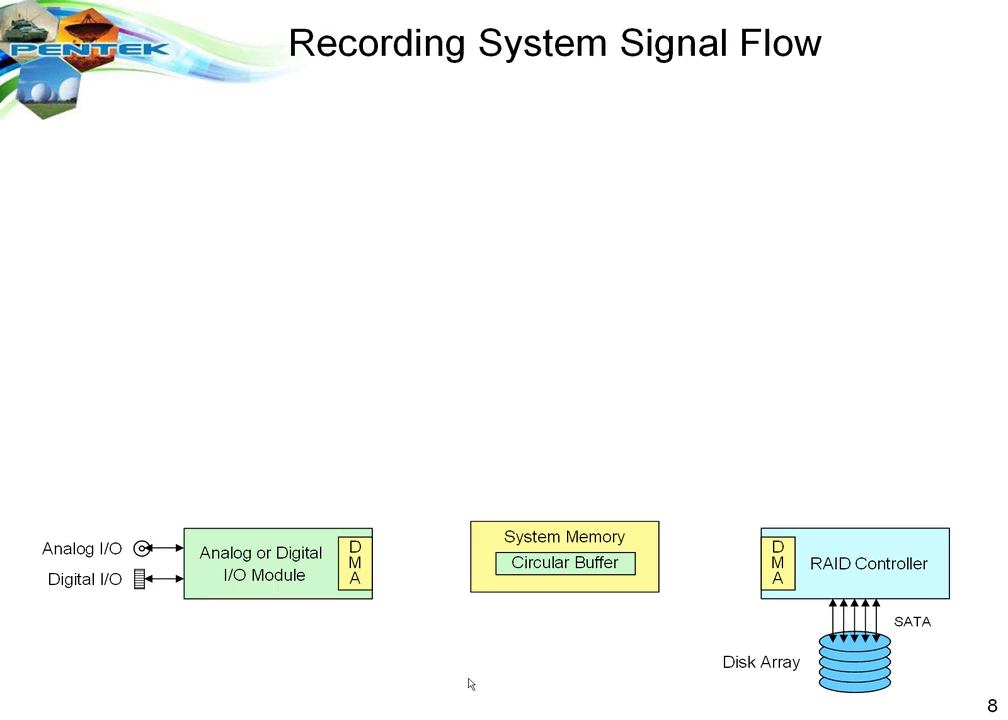 PENTEK
Recording System Signal Flow
Analog I/O
Digital I/O
Analog or Digital
I/O Module
D
M
A
System Memory
Circular Buffer
D
M
A
RAID Controller
SATA
Disk Array
8